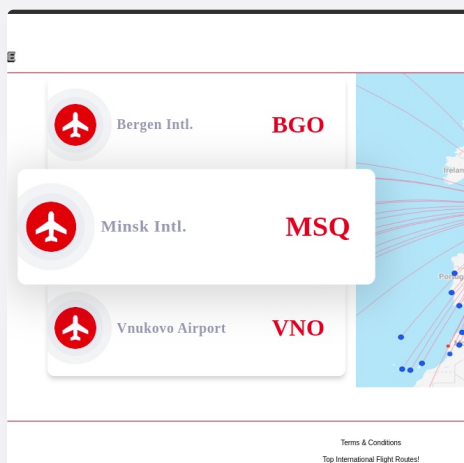 Bergen Intl. BGO
Minsk Intl. MSQ
Vnukovo Airport VNO
Terms & Conditions
Top International Flight Routes!